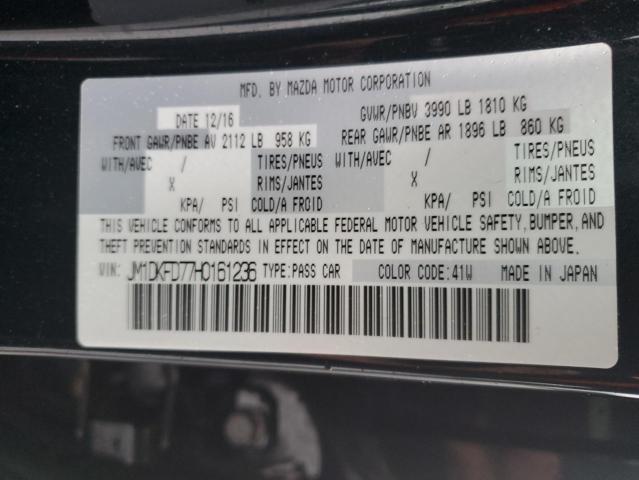 MFD. BY MAZDA MOTOR CORPORATION
DATE 12/16 GVWR/PNBV 3990 LB 1810 KG
FRONT GAWR/PNBE AV 2112 LB 958 KG REAR GAWR/PNBE AR 1896 LB 860 KG
WITH/AVEC / TIRES/PNEUS WITH/AVEC / TIRES/PNEUS
X RIMS/JANTES X RIMS/JANTES
KPA/ PSI COLD/A FROID KPA/ PSI COLD/A FROID
THIS VEHICLE CONFORMS TO ALL APPLICABLE FEDERAL MOTOR VEHICLE SAFETY, BUMPER, AND
THEFT PREVENTION STANDARDS IN EFFECT ON THE DATE OF MANUFACTURE SHOWN ABOVE.
VIN: JM1DKFD77H0161236 TYPE:PASS CAR COLOR CODE:41W MADE IN JAPAN